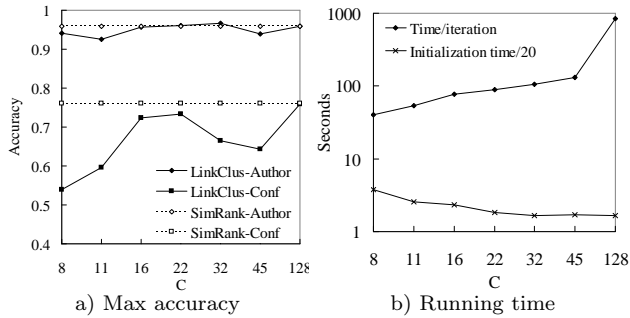 1
0.9
0.8
0.7
0.6
0.5
0.4
Accuracy
LinkClus-Author
LinkClus-Conf
SimRank-Author
SimRank-Conf
8 11 16 22 32 45 128
C
a) Max accuracy
1000
100
10
1
Seconds
Time/iteration
Initialization time/20
8 11 16 22 32 45 128
C
b) Running time